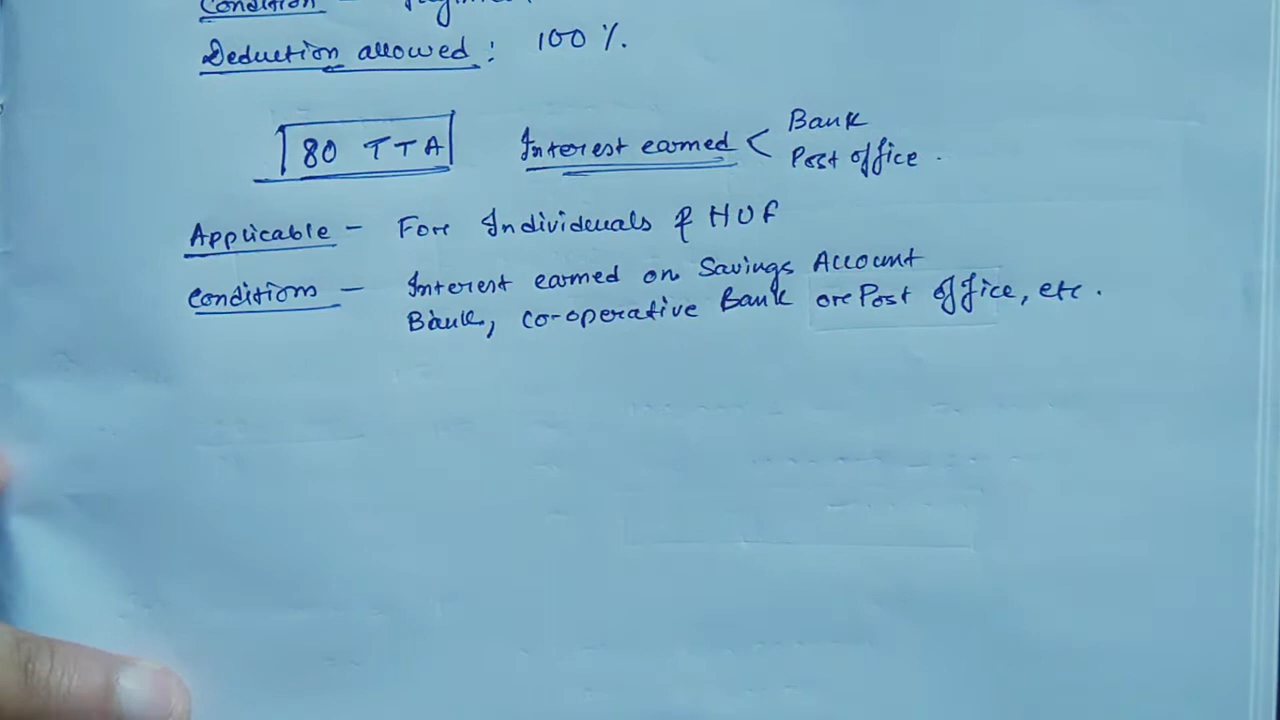 Condition -
Deduction allowed : 100 %.
80 TTA Interest earned < Bank
Post office .
Applicable - For Individuals & HUF
Conditions - Interest earned on Savings Account
Bank, co-operative Bank or Post office, etc.